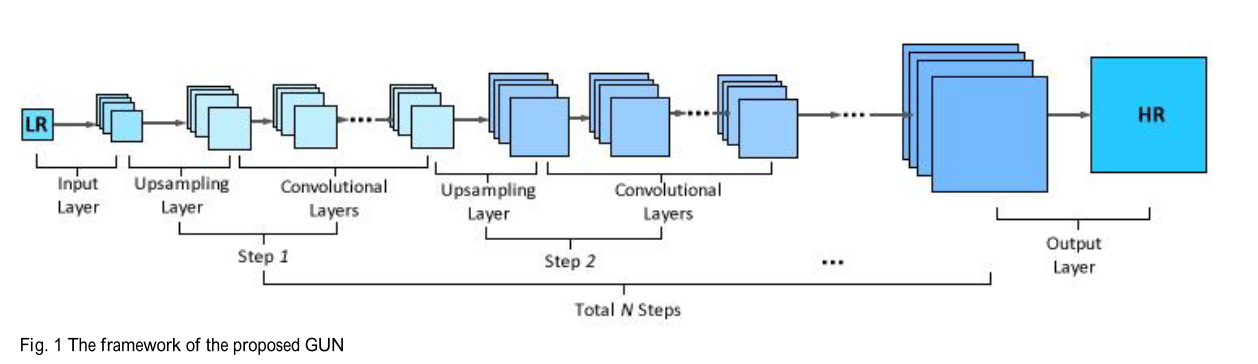 LR
HR
Input
Layer
Upsampling
Layer
Convolutional
Layers
Upsampling
Layer
Convolutional
Layers
Output
Layer
Step 1
Step 2
...
Total N Steps
Fig. 1 The framework of the proposed GUN